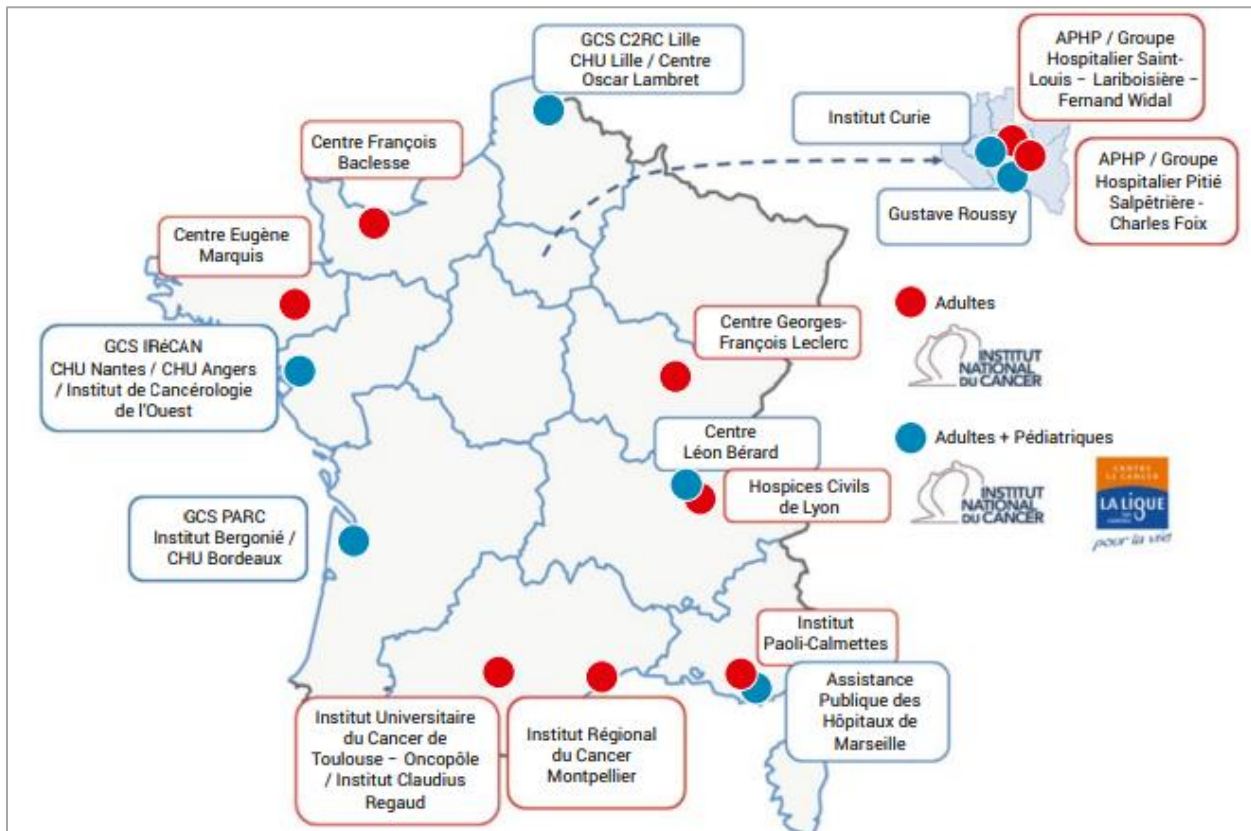 GCS C2RC Lille
CHU Lille / Centre
Oscar Lambret
APHP / Groupe
Hospitalier Saint-
Louis – Lariboisière –
Fernand Widal
Institut Curie
Centre François
Baclesse
APHP / Groupe
Hospitalier Pitié
Salpêtrière -
Charles Foix
Gustave Roussy
Centre Eugène
Marquis
Adultes
INSTITUT
NATIONAL
DU CANCER
Centre Georges-
François Leclerc
GCS IRéCAN
CHU Nantes / CHU Angers
/ Institut de Cancérologie
de l'Ouest
Adultes + Pédiatriques
INSTITUT
NATIONAL
DU CANCER
CONTRE
LE CANCER
LA LIGUE
pour la vie
Centre
Léon Bérard
Hospices Civils
de Lyon
GCS PARC
Institut Bergonié /
CHU Bordeaux
Institut
Paoli-Calmettes
Assistance
Publique des
Hôpitaux de
Marseille
Institut Universitaire
du Cancer de
Toulouse – Oncopôle
/ Institut Claudius
Regaud
Institut Régional
du Cancer
Montpellier